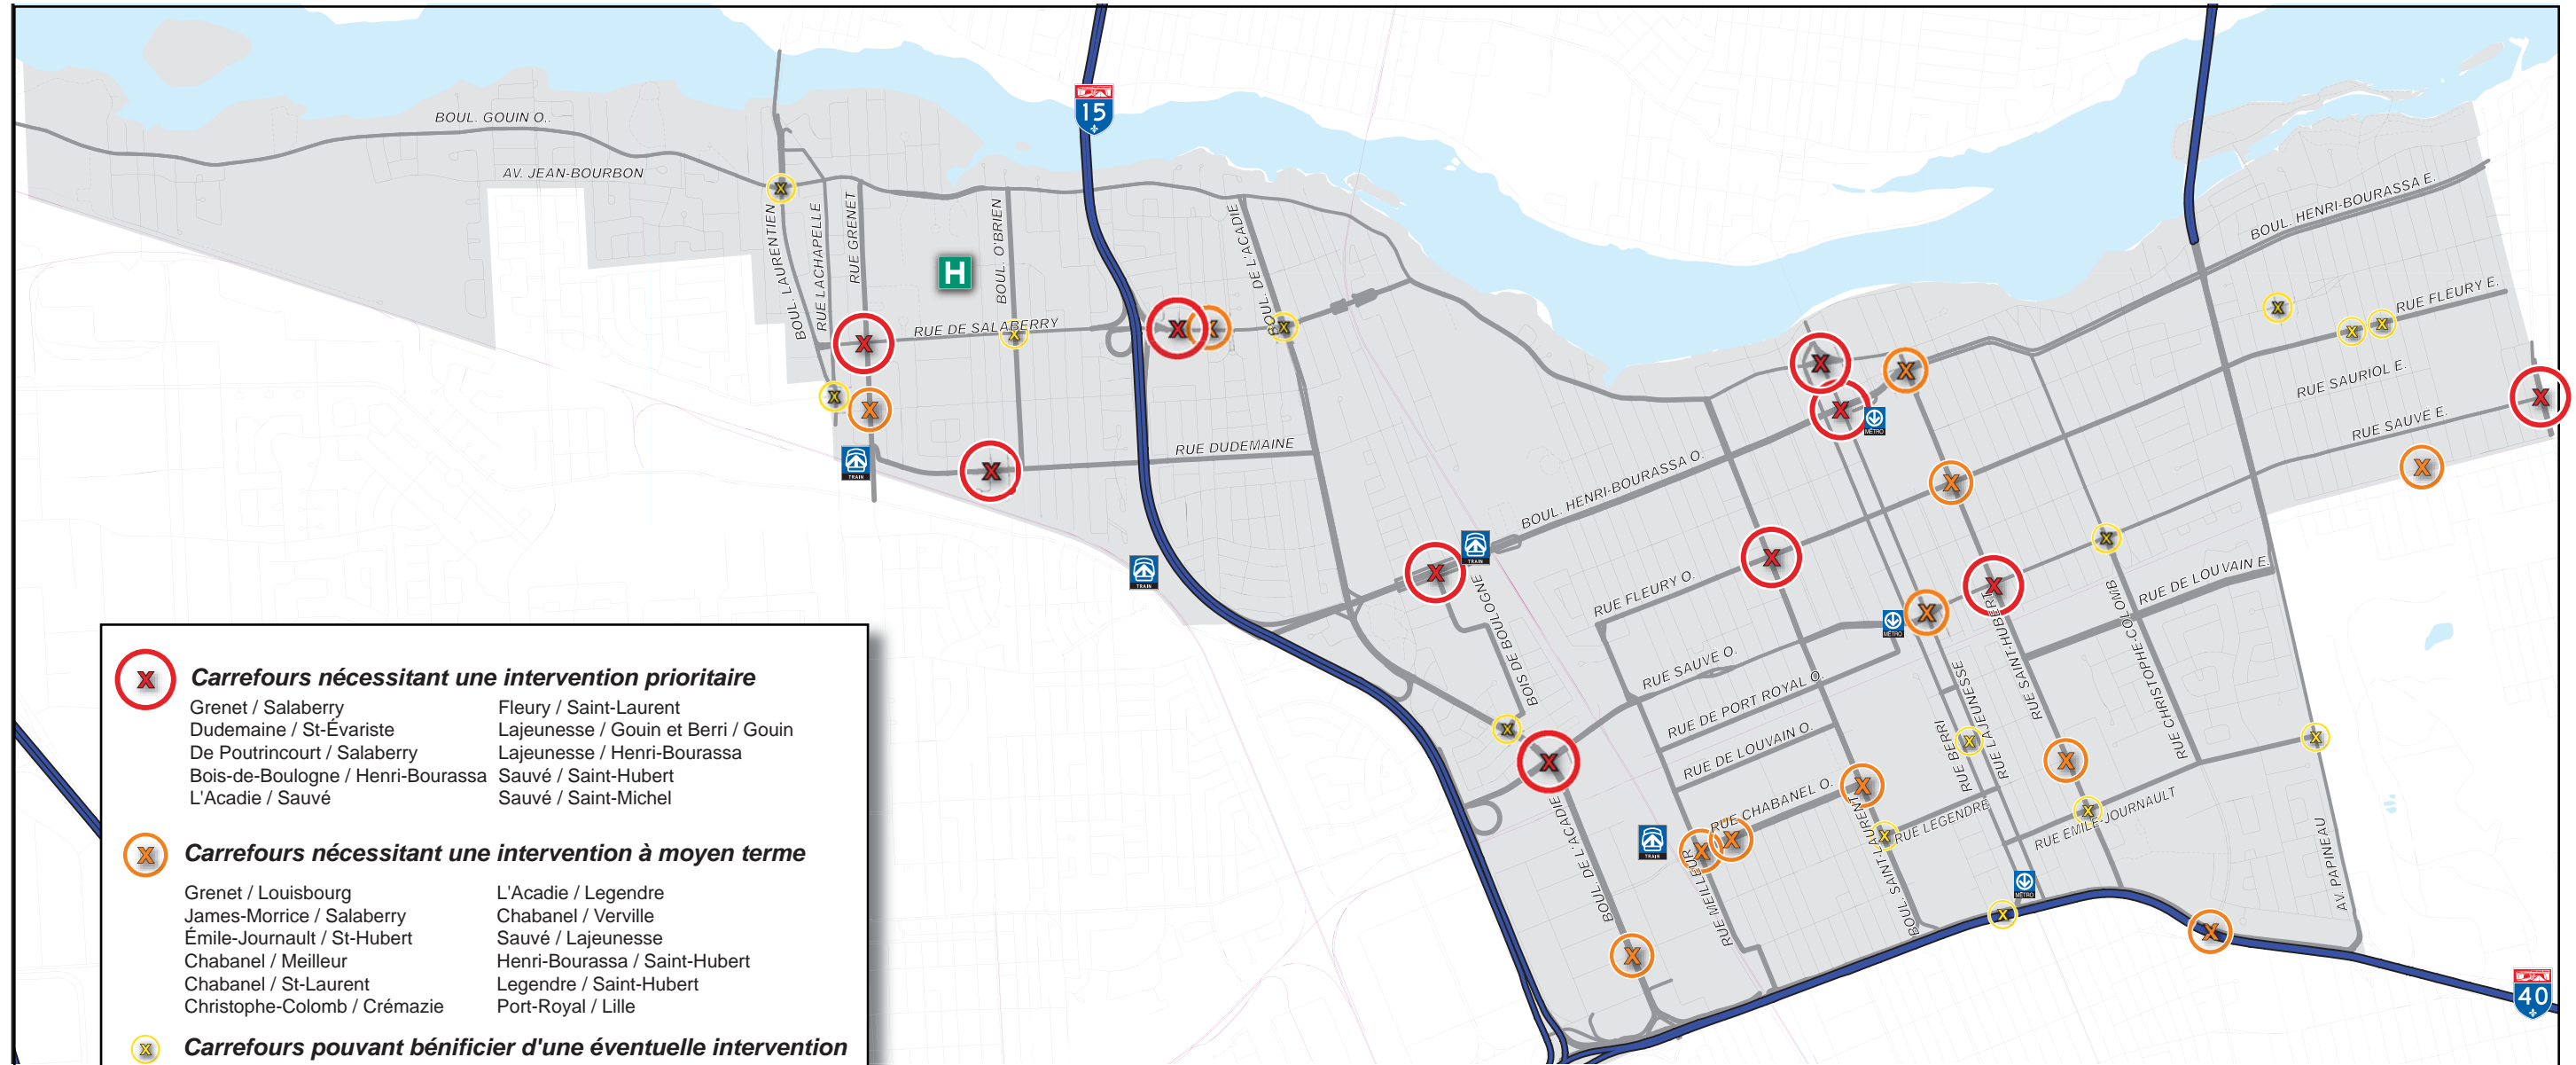 15
BOUL. GOUIN O..
AV. JEAN-BOURBON
BOUL. LAURENTIEN
RUE LACHAPELLE
RUE GRENET
H
BOUL. O'BRIEN
BOUL. DE L'ACADIE
RUE DE SALABERRY
RUE DUDEMAINE
TRAIN
TRAIN
TRAIN
BOUL. HENRI-BOURASSA E.
RUE FLEURY E.
RUE SAURIOL E.
RUE SAUVE E.
MÉTRO
BOUL. HENRI-BOURASSA O.
BOIS DE BOULOGNE
RUE FLEURY O.
RUE SAUVE O.
RUE DE PORT ROYAL O.
RUE DE LOUVAIN O.
RUE CHABANEL O.
MÉTRO
RUE DE LOUVAIN E.
RUE SAINT-HUBERT
RUE CHRISTOPHE-COLOMB
RUE BERRI
RUE LAJEUNESSE
RUE LEGENDRE
RUE EMILE-JOURNAULT
BOUL. DE L'ACADIE
RUE MEILLEUR
BOUL. SAINT-LAURENT
AV. PAPINEAU
TRAIN
MÉTRO
40
X Carrefours nécessitant une intervention prioritaire
Grenet / Salaberry
Dudemaine / St-Évariste
De Poutrincourt / Salaberry
Bois-de-Boulogne / Henri-Bourassa
L'Acadie / Sauvé
Fleury / Saint-Laurent
Lajeunesse / Gouin et Berri / Gouin
Lajeunesse / Henri-Bourassa
Sauvé / Saint-Hubert
Sauvé / Saint-Michel
X Carrefours nécessitant une intervention à moyen terme
Grenet / Louisbourg
James-Morrice / Salaberry
Émile-Journault / St-Hubert
Chabanel / Meilleur
Chabanel / St-Laurent
Christophe-Colomb / Crémazie
L'Acadie / Legendre
Chabanel / Verville
Sauvé / Lajeunesse
Henri-Bourassa / Saint-Hubert
Legendre / Saint-Hubert
Port-Royal / Lille
X Carrefours pouvant bénificier d'une éventuelle intervention